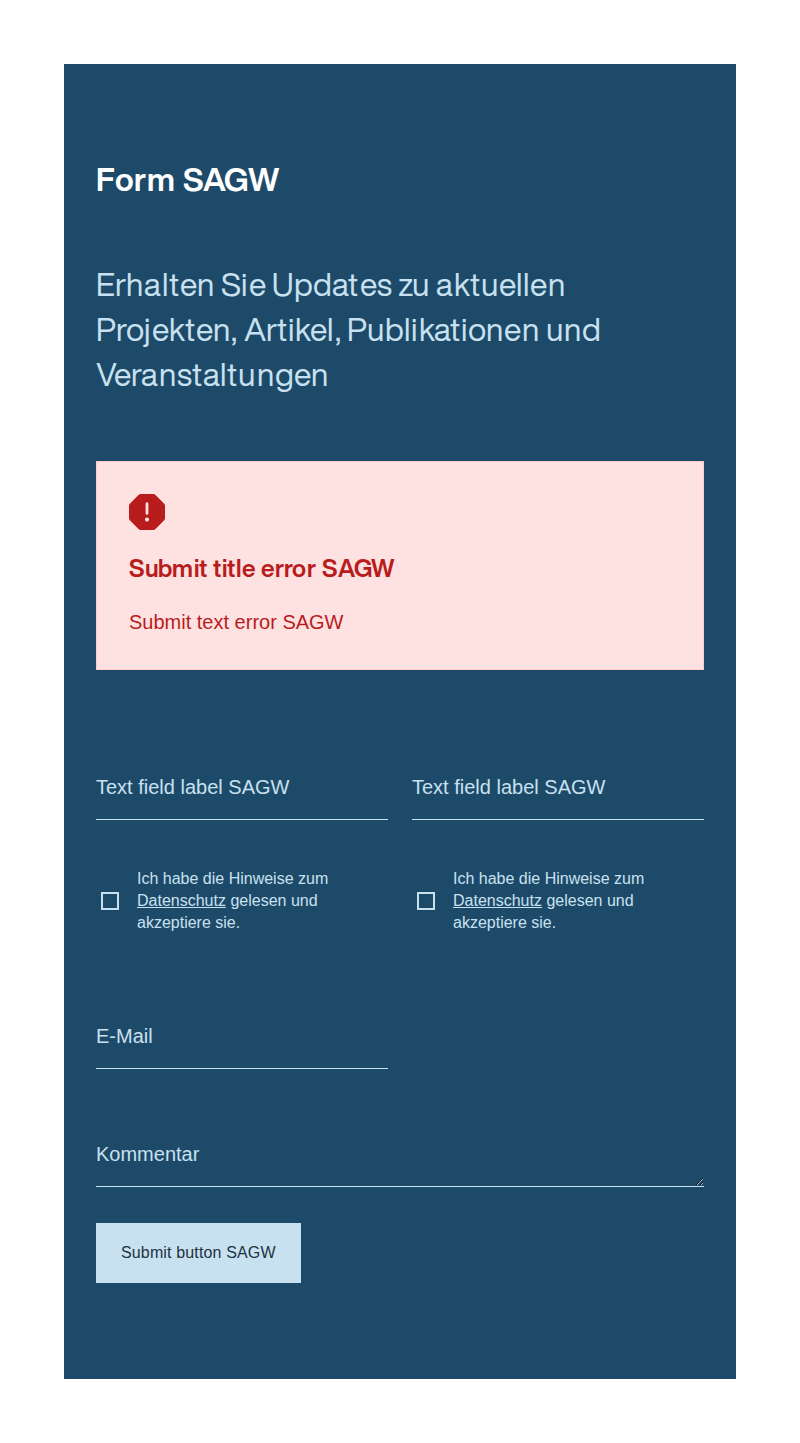 Form SAGW
Erhalten Sie Updates zu aktuellen
Projekten, Artikel, Publikationen und
Veranstaltungen
Submit title error SAGW
Submit text error SAGW
Text field label SAGW
Text field label SAGW
Ich habe die Hinweise zum
Datenschutz gelesen und
akzeptiere sie.
Ich habe die Hinweise zum
Datenschutz gelesen und
akzeptiere sie.
E-Mail
Kommentar
Submit button SAGW